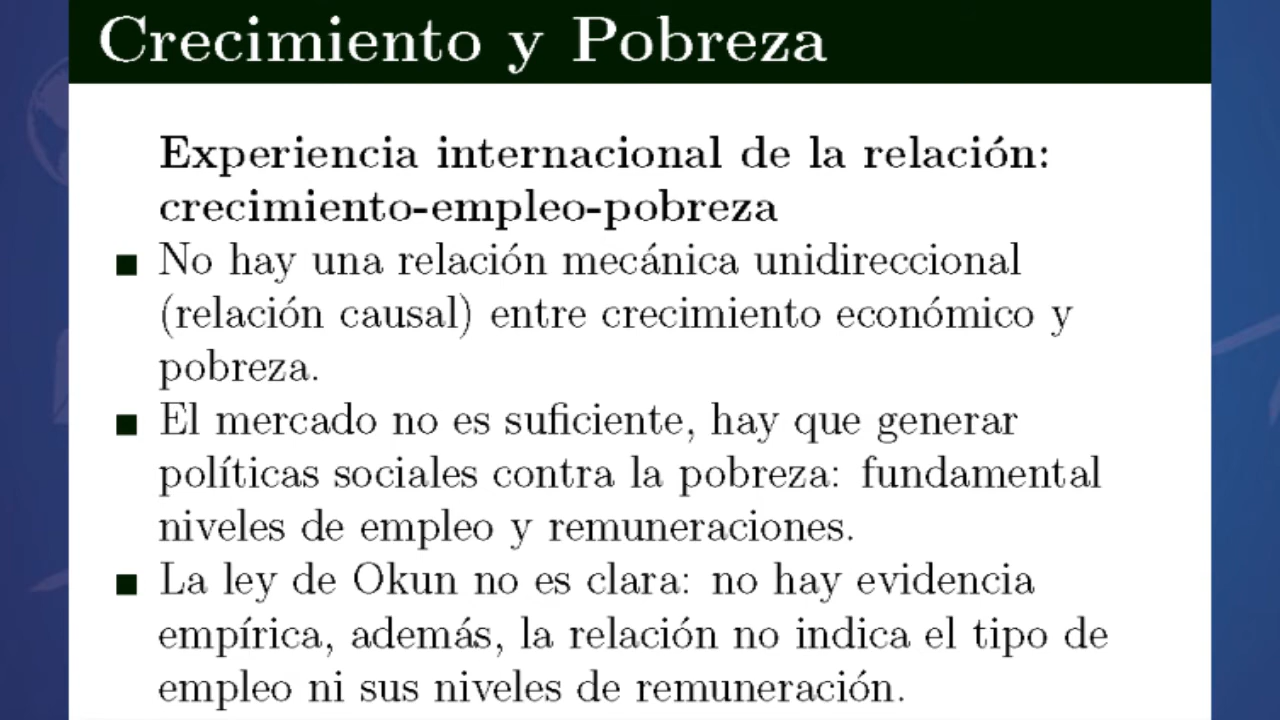 Crecimiento y Pobreza
Experiencia internacional de la relación:
crecimiento-empleo-pobreza
■ No hay una relación mecánica unidireccional
(relación causal) entre crecimiento económico y
pobreza.
■ El mercado no es suficiente, hay que generar
políticas sociales contra la pobreza: fundamental
niveles de empleo y remuneraciones.
■ La ley de Okun no es clara: no hay evidencia
empírica, además, la relación no indica el tipo de
empleo ni sus niveles de remuneración.